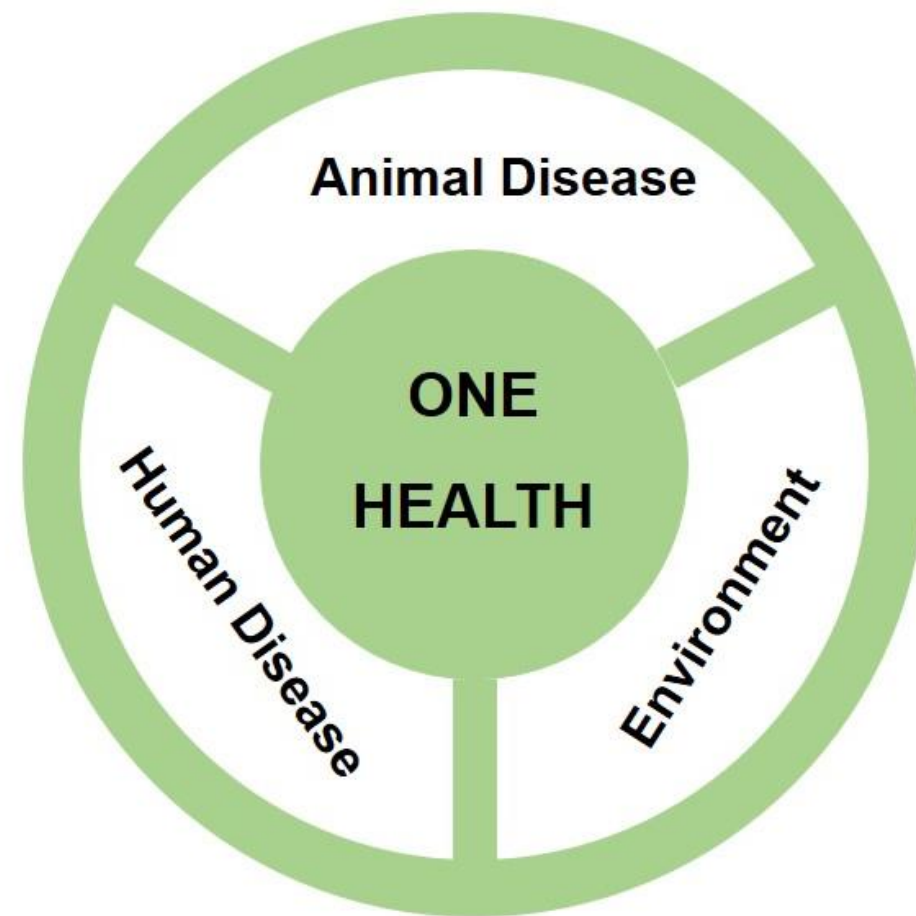 Animal Disease
ONE
HEALTH
Human Disease
Environment